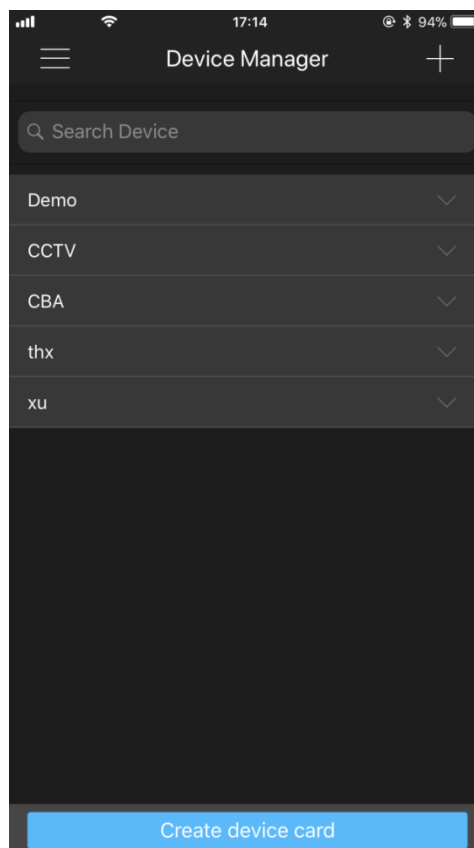 17:14 94%
Device Manager
Search Device
Demo
CCTV
CBA
thx
xu
Create device card